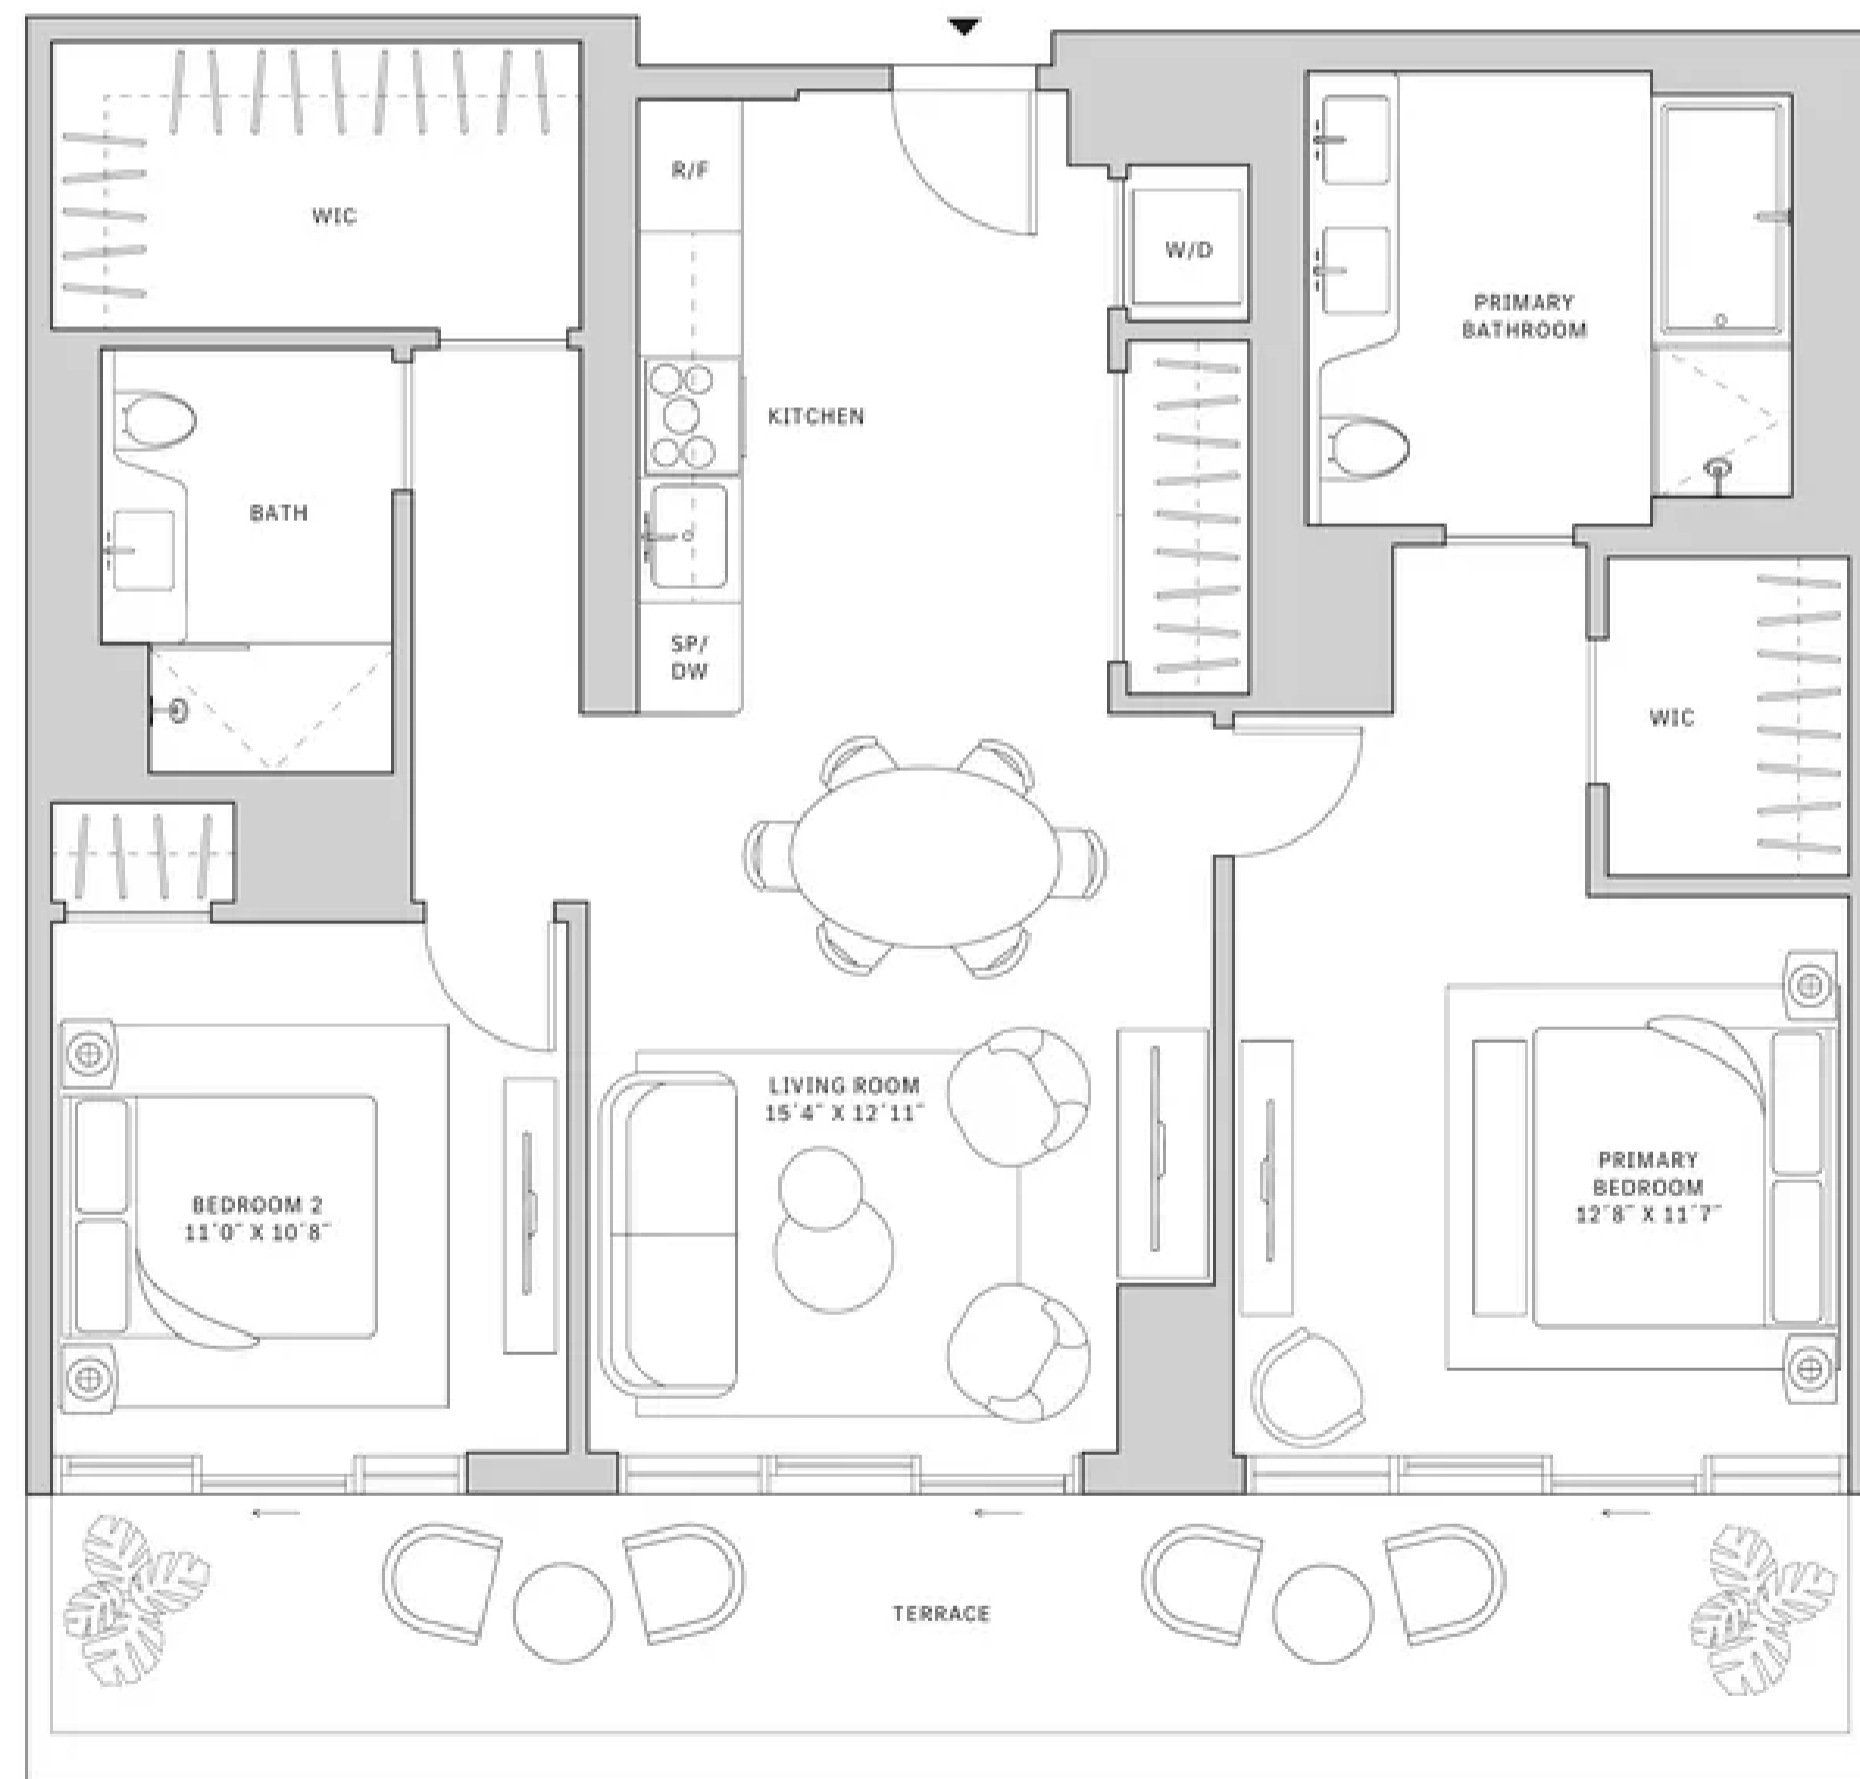 R/F
WIC
W/D
PRIMARY
BATHROOM
KITCHEN
BATH
SP/
DW
WIC
LIVING ROOM
15´4˝ X 12´11˝
PRIMARY
BEDROOM
12´8˝ X 11´7˝
BEDROOM 2
11´0˝ X 10´8˝
TERRACE